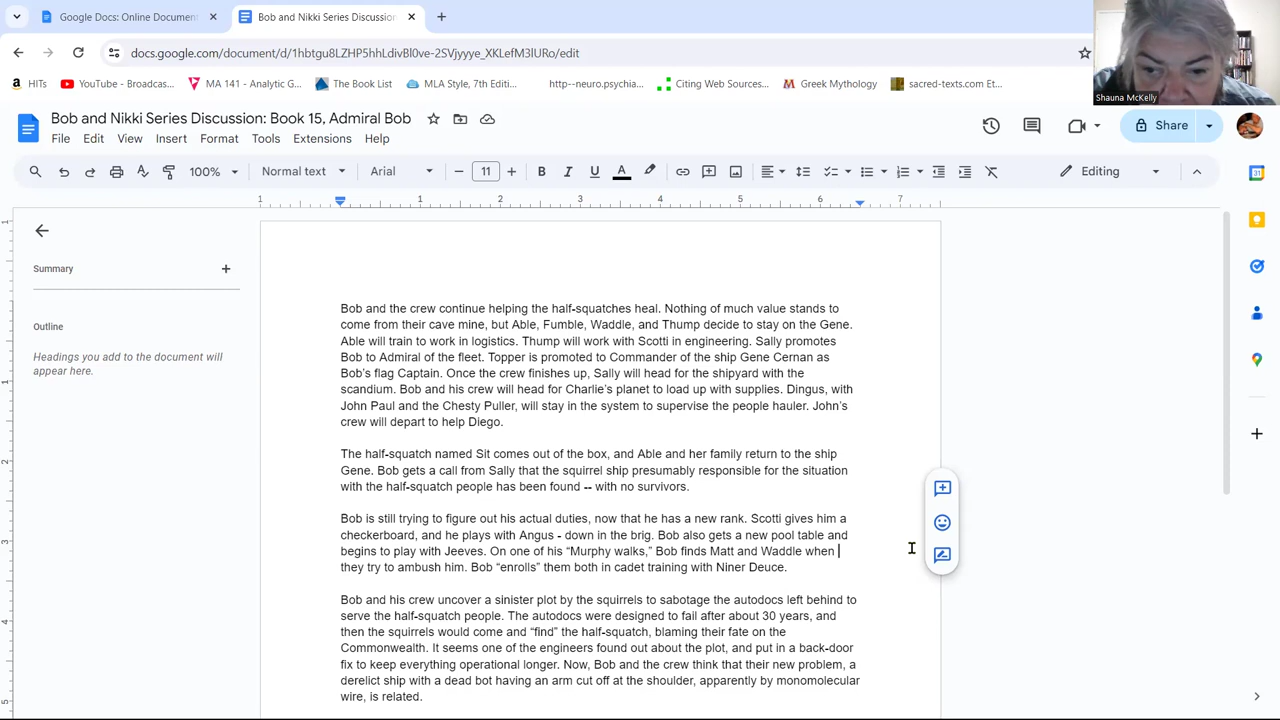 Google Docs: Online Document
Bob and Nikki Series Discussion
docs.google.com/document/d/1hbtgu8LZHP5hhLdivBl0ve-2SVjyyye_XKLefM3lURo/edit
HITs
YouTube - Broadcas...
MA 141 - Analytic G...
The Book List
MLA Style, 7th Editi...
http--neuro.psychia...
Citing Web Sources...
Greek Mythology
sacred-texts.com Et...
Shauna McKelly
Bob and Nikki Series Discussion: Book 15, Admiral Bob
File Edit View Insert Format Tools Extensions Help
Share
100% Normal text Arial 11 Editing
1 1 2 3 4 5 6 7
Summary
Outline
Headings you add to the document will
appear here.
Bob and the crew continue helping the half-squatches heal. Nothing of much value stands to
come from their cave mine, but Able, Fumble, Waddle, and Thump decide to stay on the Gene.
Able will train to work in logistics. Thump will work with Scotti in engineering. Sally promotes
Bob to Admiral of the fleet. Topper is promoted to Commander of the ship Gene Cernan as
Bob's flag Captain. Once the crew finishes up, Sally will head for the shipyard with the
scandium. Bob and his crew will head for Charlie's planet to load up with supplies. Dingus, with
John Paul and the Chesty Puller, will stay in the system to supervise the people hauler. John's
crew will depart to help Diego.
The half-squatch named Sit comes out of the box, and Able and her family return to the ship
Gene. Bob gets a call from Sally that the squirrel ship presumably responsible for the situation
with the half-squatch people has been found -- with no survivors.
Bob is still trying to figure out his actual duties, now that he has a new rank. Scotti gives him a
checkerboard, and he plays with Angus - down in the brig. Bob also gets a new pool table and
begins to play with Jeeves. On one of his “Murphy walks,” Bob finds Matt and Waddle when
they try to ambush him. Bob “enrolls” them both in cadet training with Niner Deuce.
Bob and his crew uncover a sinister plot by the squirrels to sabotage the autodocs left behind to
serve the half-squatch people. The autodocs were designed to fail after about 30 years, and
then the squirrels would come and “find” the half-squatch, blaming their fate on the
Commonwealth. It seems one of the engineers found out about the plot, and put in a back-door
fix to keep everything operational longer. Now, Bob and the crew think that their new problem, a
derelict ship with a dead bot having an arm cut off at the shoulder, apparently by monomolecular
wire, is related.
1
1
2
3
4
5